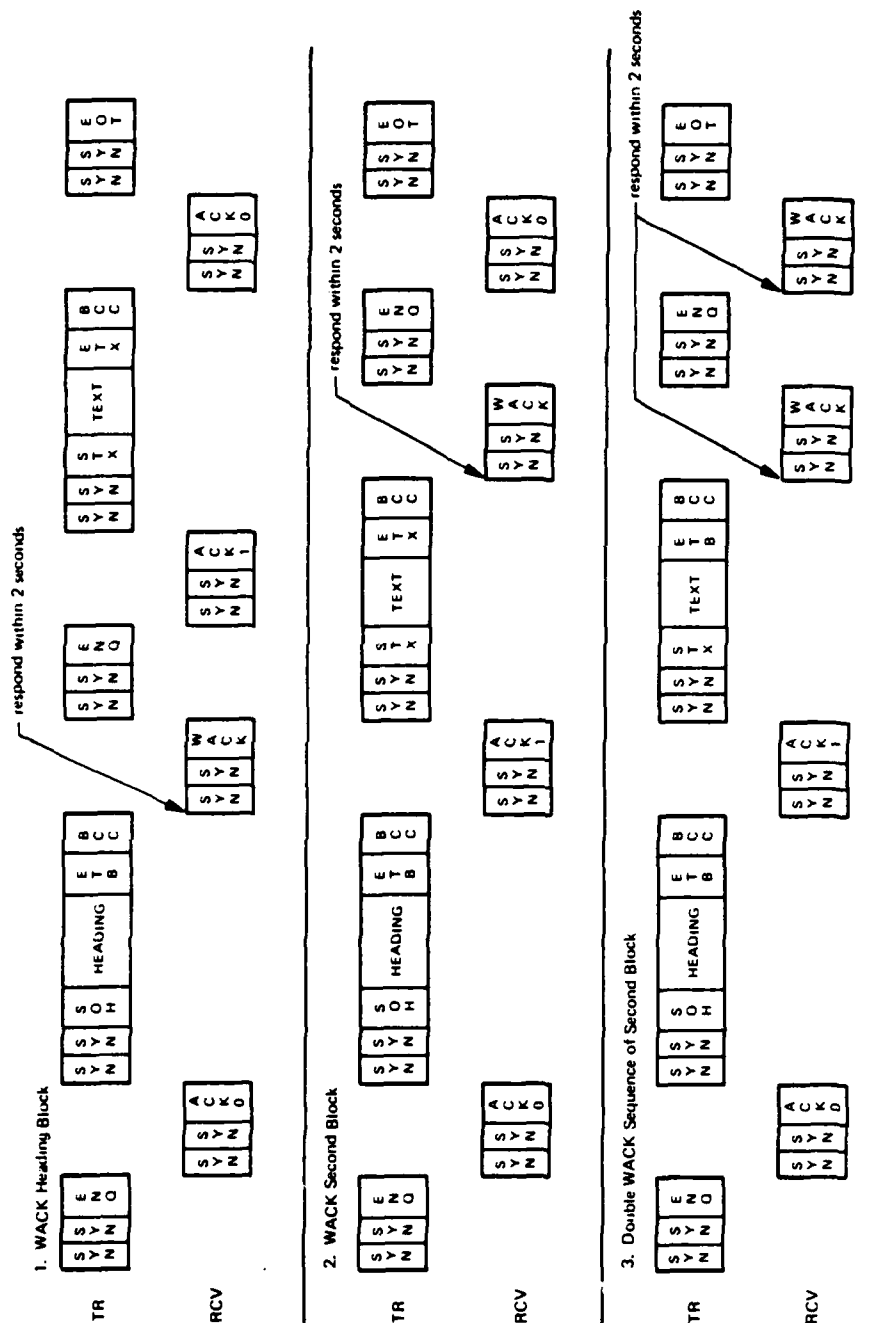 respond within 2 seconds
1. WACK Heading Block
TR
SYN SYN ENQ
SYN SYN SOH HEADING ETB BCC
SYN SYN ENQ
SYN SYN STX TEXT ETX BCC
SYN SYN EOT
RCV
SYN SYN ACK0
SYN SYN WACK
SYN SYN ACK1
SYN SYN ACK0
2. WACK Second Block
respond within 2 seconds
TR
SYN SYN ENQ
SYN SYN SOH HEADING ETB BCC
SYN SYN STX TEXT ETX BCC
SYN SYN ENQ
SYN SYN EOT
RCV
SYN SYN ACK0
SYN SYN ACK1
SYN SYN WACK
SYN SYN ACK0
3. Double WACK Sequence of Second Block
respond within 2 seconds
TR
SYN SYN ENQ
SYN SYN SOH HEADING ETB BCC
SYN SYN STX TEXT ETB BCC
SYN SYN ENQ
SYN SYN EOT
RCV
SYN SYN ACK0
SYN SYN ACK1
SYN SYN WACK
SYN SYN WACK